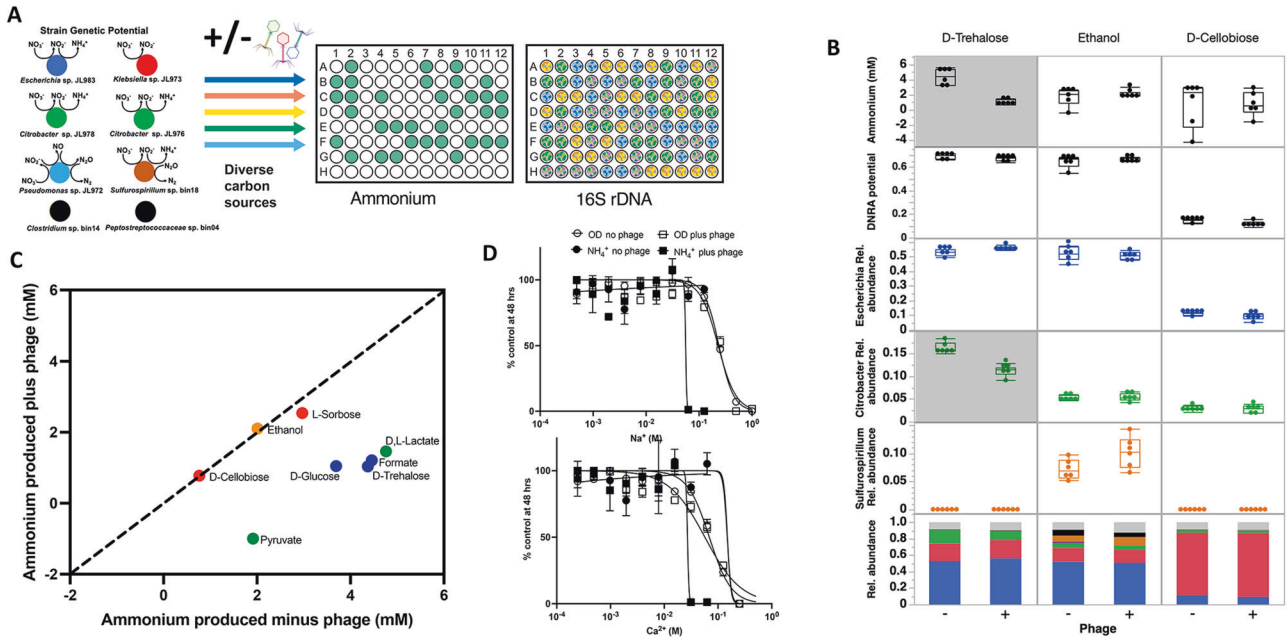 A
Strain Genetic Potential
NO₃⁻ NO₂⁻ NH₄⁺
NO₃⁻ NO₂⁻
Escherichia sp. JL983
Klebsiella sp. JL973
NO₃⁻ NO₂⁻ NH₄⁺
NO₃⁻ NO₂⁻ NH₄⁺
Citrobacter sp. JL978
Citrobacter sp. JL976
NO
NO₂⁻ N₂O
NO₃⁻ N₂
Pseudomonas sp. JL972
NO₃⁻ NO₂⁻ NH₄⁺
N₂O
N₂
Sulfurospirillum sp. bin18
Clostridium sp. bin14
Peptostreptococcaceae sp. bin04
+/-
Diverse
carbon
sources
1 2 3 4 5 6 7 8 9 10 11 12
A
B
C
D
E
F
G
H
Ammonium
1 2 3 4 5 6 7 8 9 10 11 12
A
B
C
D
E
F
G
H
16S rDNA
B
D-Trehalose
Ethanol
D-Cellobiose
Ammonium (mM)
6
4
2
0
-2
-4
DNRA potential
0.6
0.4
0.2
0
Escherichia Rel.
abundance
0.5
0.4
0.3
0.2
0.1
0
Citrobacter Rel.
abundance
0.15
0.10
0.05
0
Sulfurospirillum
Rel. abundance
0.15
0.10
0.05
0
Rel. abundance
1.0
0.8
0.6
0.4
0.2
0
- + - + - +
Phage
C
Ammonium produced plus phage (mM)
6
4
2
0
-2
-2 0 2 4 6
Ammonium produced minus phage (mM)
L-Sorbose
Ethanol
D,L-Lactate
Formate
D-Cellobiose
D-Glucose
D-Trehalose
Pyruvate
D
OD no phage
OD plus phage
NH₄⁺ no phage
NH₄⁺ plus phage
% control at 48 hrs
100
50
0
10⁻⁴ 10⁻³ 10⁻² 10⁻¹ 10⁰
Na⁺ (M)
% control at 48 hrs
100
50
0
10⁻⁴ 10⁻³ 10⁻² 10⁻¹ 10⁰
Ca²⁺ (M)